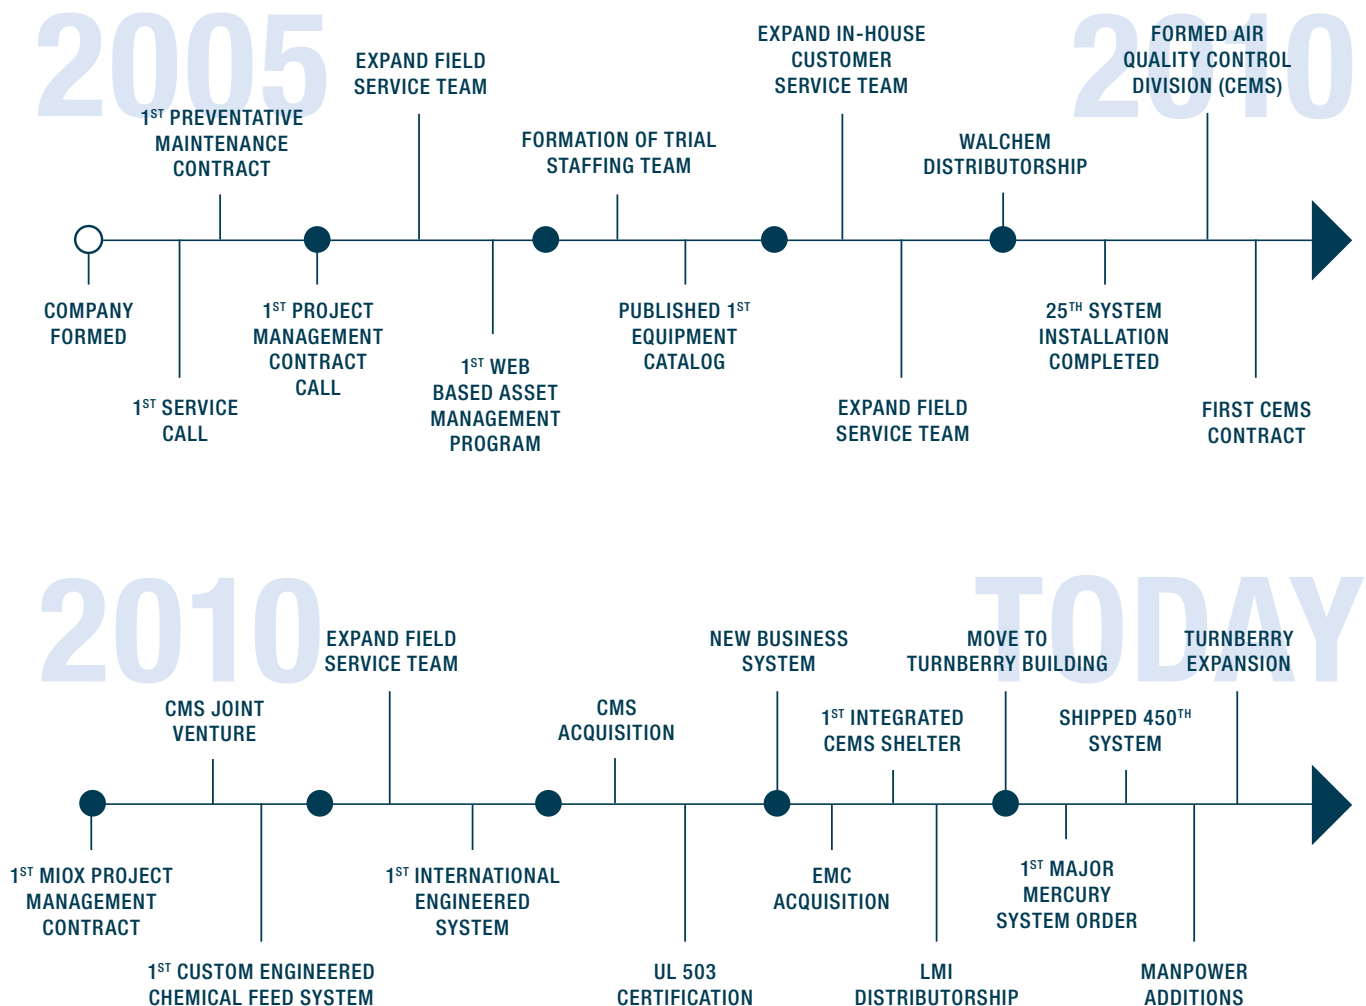 2005
2010
EXPAND FIELD
SERVICE TEAM
EXPAND IN-HOUSE
CUSTOMER
SERVICE TEAM
FORMED AIR
QUALITY CONTROL
DIVISION (CEMS)
1ST PREVENTATIVE
MAINTENANCE
CONTRACT
FORMATION OF TRIAL
STAFFING TEAM
WALCHEM
DISTRIBUTORSHIP
COMPANY
FORMED
1ST SERVICE
CALL
1ST PROJECT
MANAGEMENT
CONTRACT
CALL
1ST WEB
BASED ASSET
MANAGEMENT
PROGRAM
PUBLISHED 1ST
EQUIPMENT
CATALOG
EXPAND FIELD
SERVICE TEAM
25TH SYSTEM
INSTALLATION
COMPLETED
FIRST CEMS
CONTRACT
2010
TODAY
EXPAND FIELD
SERVICE TEAM
NEW BUSINESS
SYSTEM
MOVE TO
TURNBERRY BUILDING
TURNBERRY
EXPANSION
CMS JOINT
VENTURE
CMS
ACQUISITION
1ST INTEGRATED
CEMS SHELTER
SHIPPED 450TH
SYSTEM
1ST MIOX PROJECT
MANAGEMENT
CONTRACT
1ST CUSTOM ENGINEERED
CHEMICAL FEED SYSTEM
1ST INTERNATIONAL
ENGINEERED
SYSTEM
UL 503
CERTIFICATION
EMC
ACQUISITION
LMI
DISTRIBUTORSHIP
1ST MAJOR
MERCURY
SYSTEM ORDER
MANPOWER
ADDITIONS